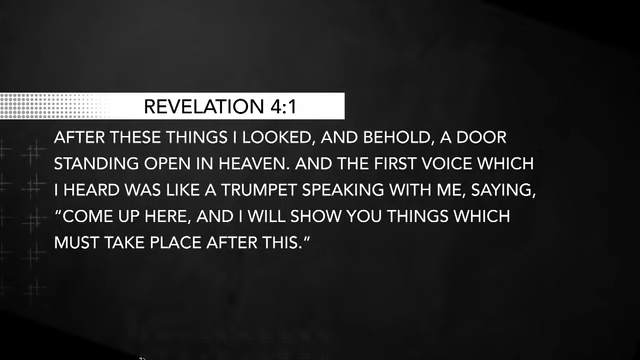 REVELATION 4:1
AFTER THESE THINGS I LOOKED, AND BEHOLD, A DOOR
STANDING OPEN IN HEAVEN. AND THE FIRST VOICE WHICH
I HEARD WAS LIKE A TRUMPET SPEAKING WITH ME, SAYING,
“COME UP HERE, AND I WILL SHOW YOU THINGS WHICH
MUST TAKE PLACE AFTER THIS.”